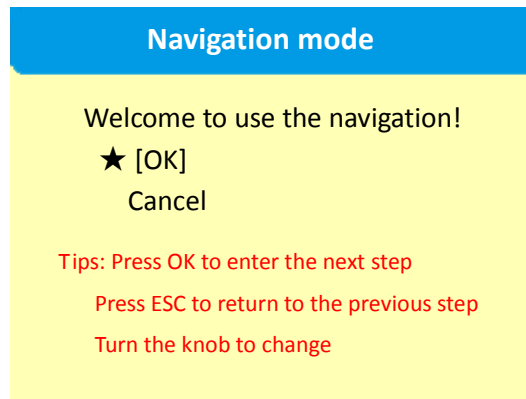 Navigation mode
Welcome to use the navigation!
★ [OK]
Cancel
Tips: Press OK to enter the next step
Press ESC to return to the previous step
Turn the knob to change